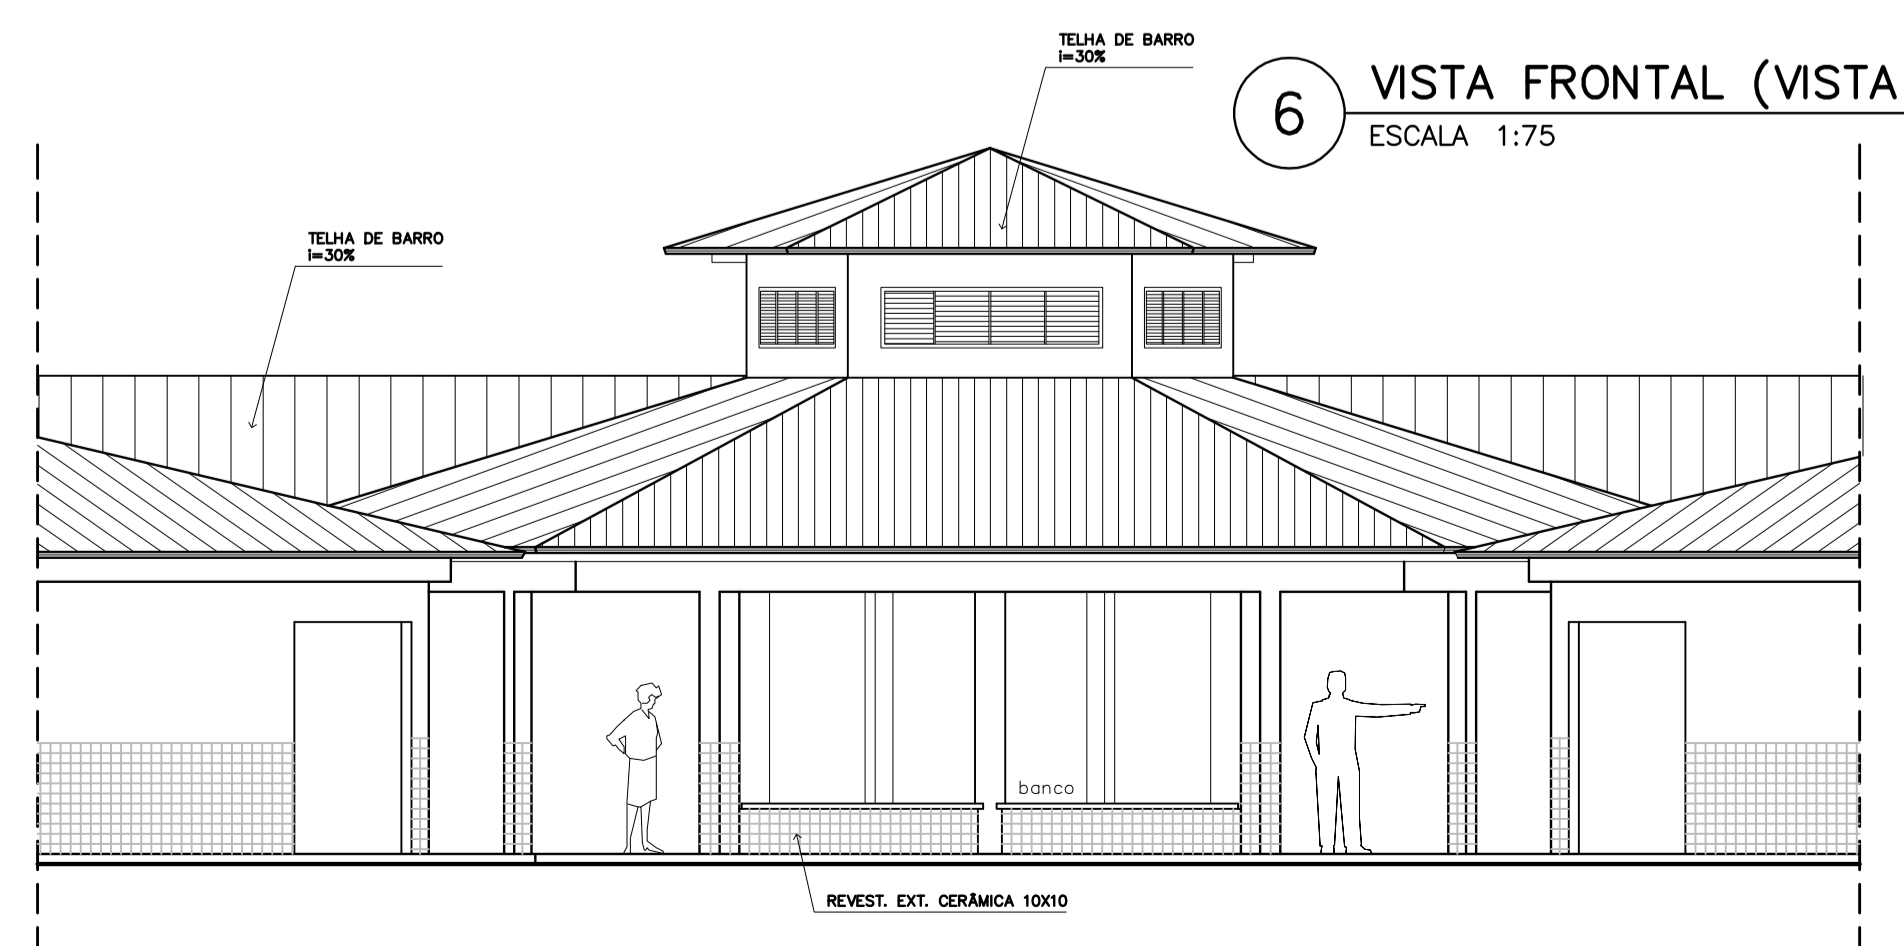 TELHA DE BARRO
i=30%
6
VISTA FRONTAL (VISTA
ESCALA 1:75
TELHA DE BARRO
i=30%
banco
REVEST. EXT. CERÂMICA 10X10